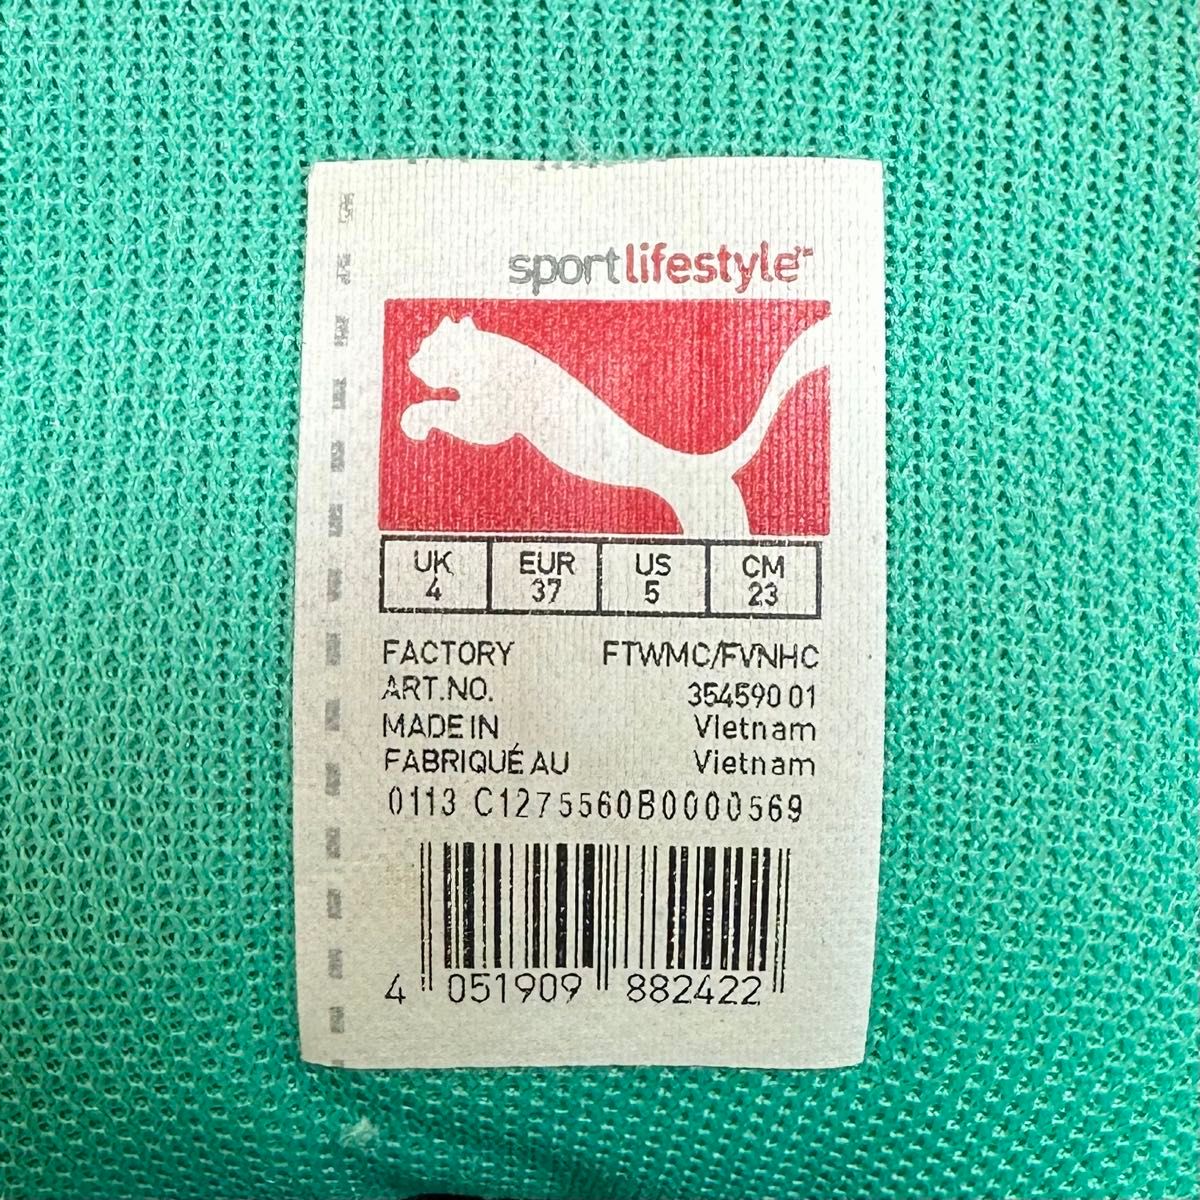 sportlifestyle™
UK EUR US CM
4 37 5 23
FACTORY FTWMC/FVNHC
ART.NO. 354590 01
MADE IN Vietnam
FABRIQUÉ AU Vietnam
0113 C1275560B0000569
4 051909 882422